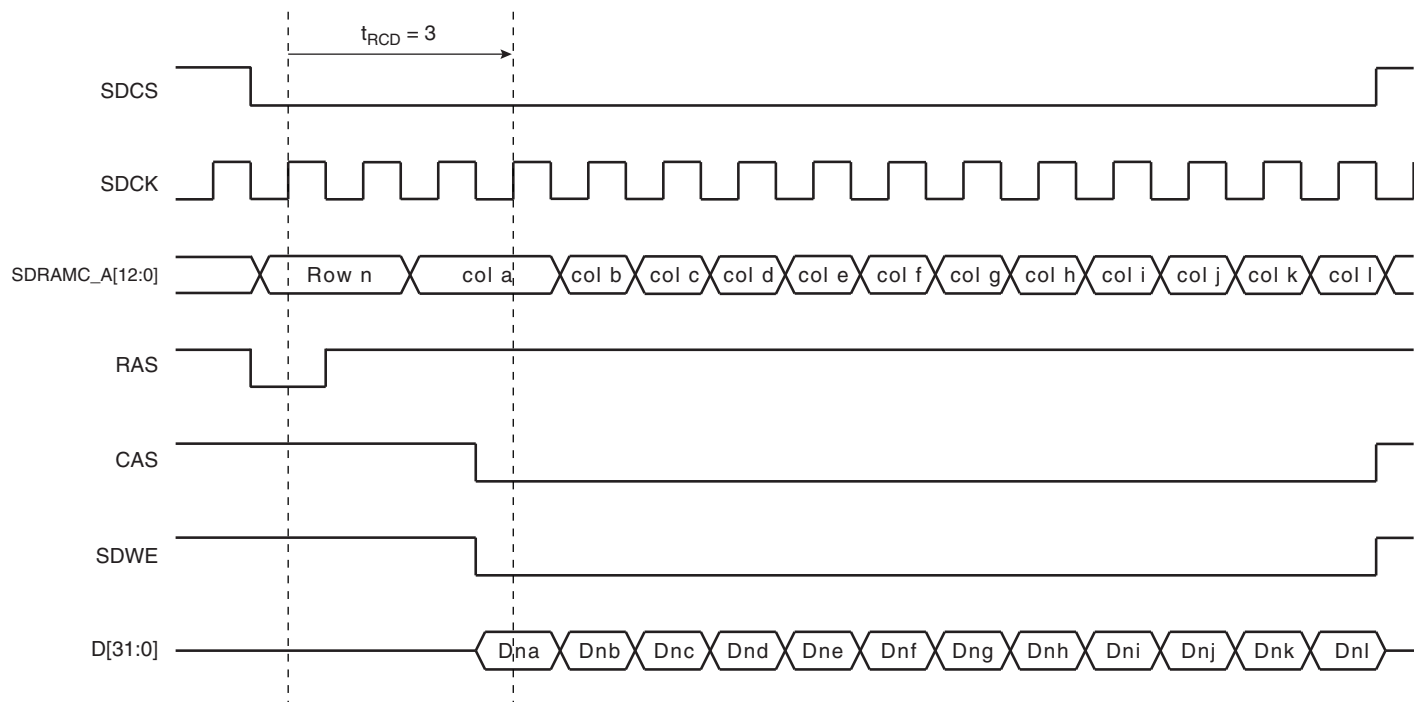 tRCD = 3
SDCS
SDCK
SDRAMC_A[12:0] Row n col a col b col c col d col e col f col g col h col i col j col k col l
RAS
CAS
SDWE
D[31:0] Dna Dnb Dnc Dnd Dne Dnf Dng Dnh Dni Dnj Dnk Dnl